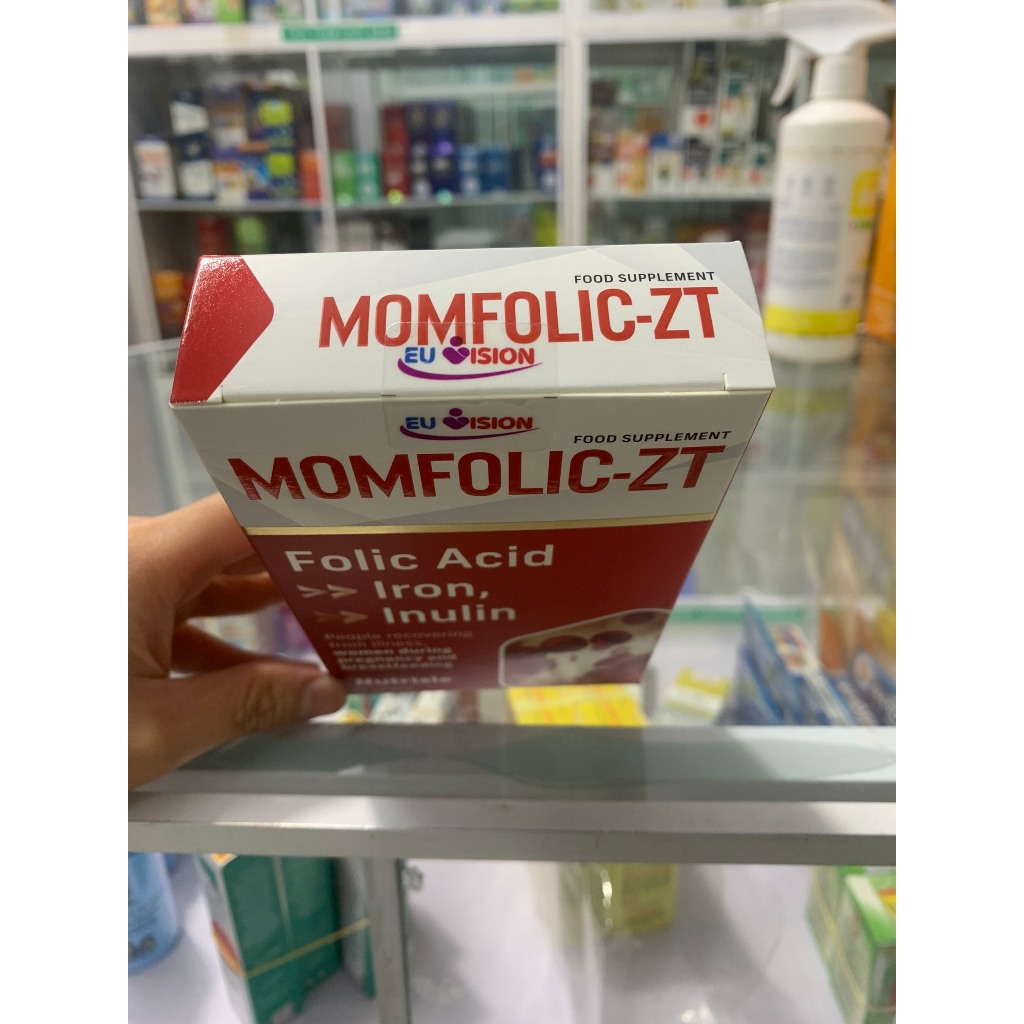 FOOD SUPPLEMENT
MOMFOLIC-ZT
EU VISION
EU VISION
FOOD SUPPLEMENT
MOMFOLIC-ZT
Folic Acid
>> Iron,
>> Inulin
People recovering
from illness,
women during
pregnancy and
breastfeeding